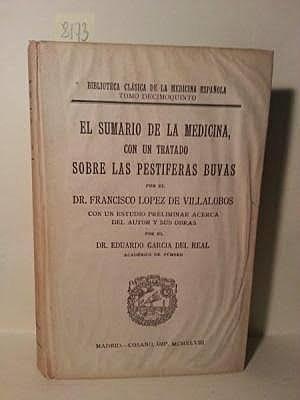 8173
BIBLIOTECA CLÁSICA DE LA MEDICINA ESPAÑOLA
TOMO DECIMOQUINTO
EL SUMARIO DE LA MEDICINA,
CON UN TRATADO
SOBRE LAS PESTIFERAS BUVAS
POR EL
DR. FRANCISCO LOPEZ DE VILLALOBOS
CON UN ESTUDIO PRELIMINAR ACERCA
DEL AUTOR Y SUS OBRAS
POR EL
DR. EDUARDO GARCIA DEL REAL
ACADÉMICO DE NÚMERO
MADRID.—COSANO, IMP. MCMXLVIII